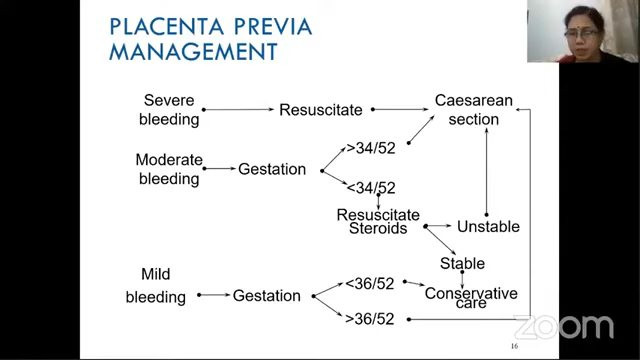 PLACENTA PREVIA
MANAGEMENT
Severe
bleeding
Resuscitate
Caesarean
section
Moderate
bleeding
Gestation
>34/52
<34/52
Resuscitate
Steroids
Unstable
Stable
Mild
bleeding
Gestation
<36/52
>36/52
Conservative
care
zoom
16